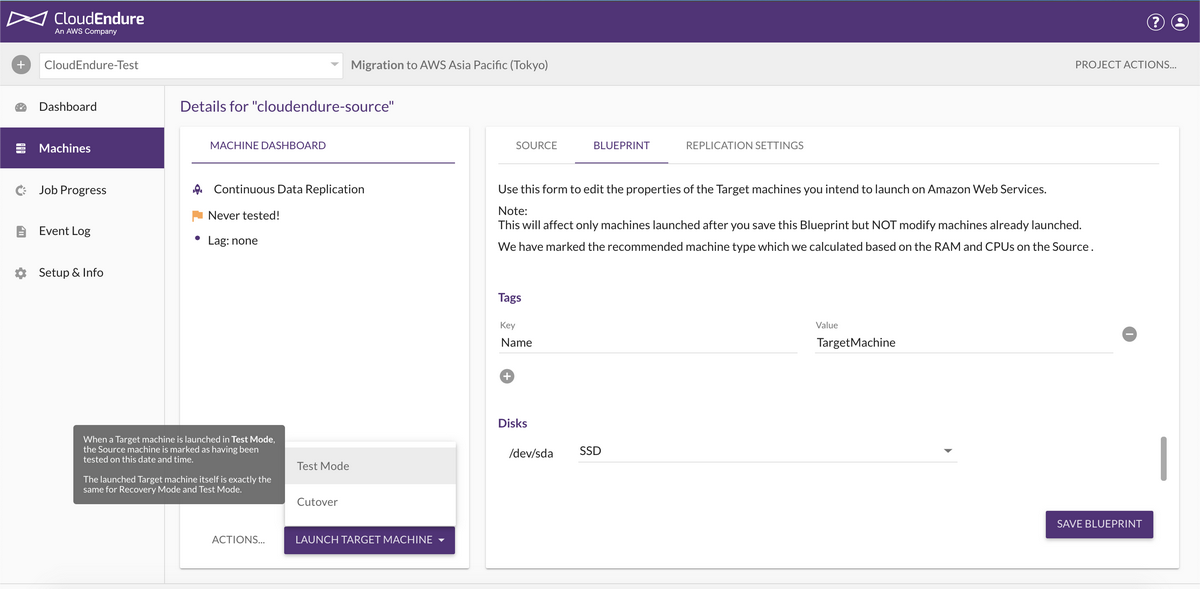 CloudEndure
An AWS Company
?
CloudEndure-Test
Migration to AWS Asia Pacific (Tokyo)
PROJECT ACTIONS...
Dashboard
Machines
Job Progress
Event Log
Setup & Info
Details for "cloudendure-source"
MACHINE DASHBOARD
Continuous Data Replication
Never tested!
Lag: none
When a Target machine is launched in Test Mode,
the Source machine is marked as having been
tested on this date and time.
The launched Target machine itself is exactly the
same for Recovery Mode and Test Mode.
Test Mode
Cutover
ACTIONS...
LAUNCH TARGET MACHINE
SOURCE
BLUEPRINT
REPLICATION SETTINGS
Use this form to edit the properties of the Target machines you intend to launch on Amazon Web Services.
Note:
This will affect only machines launched after you save this Blueprint but NOT modify machines already launched.
We have marked the recommended machine type which we calculated based on the RAM and CPUs on the Source .
Tags
Key
Value
Name
TargetMachine
Disks
/dev/sda
SSD
SAVE BLUEPRINT